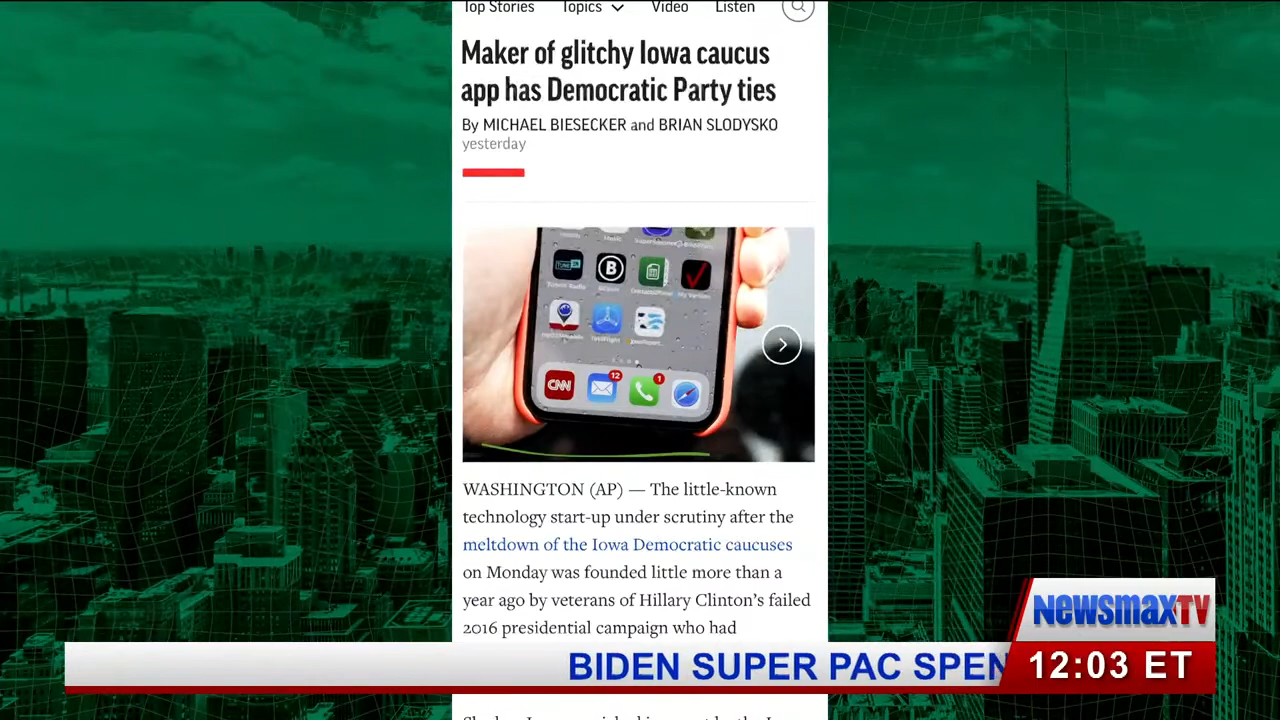 Top Stories Topics Video Listen
Maker of glitchy Iowa caucus
app has Democratic Party ties
By MICHAEL BIESECKER and BRIAN SLODYSKO
yesterday
CNN
12
1
WASHINGTON (AP) — The little-known
technology start-up under scrutiny after the
meltdown of the Iowa Democratic caucuses
on Monday was founded little more than a
year ago by veterans of Hillary Clinton's failed
2016 presidential campaign who had
NEWSMAXTV
BIDEN SUPER PAC SPEN
12:03 ET